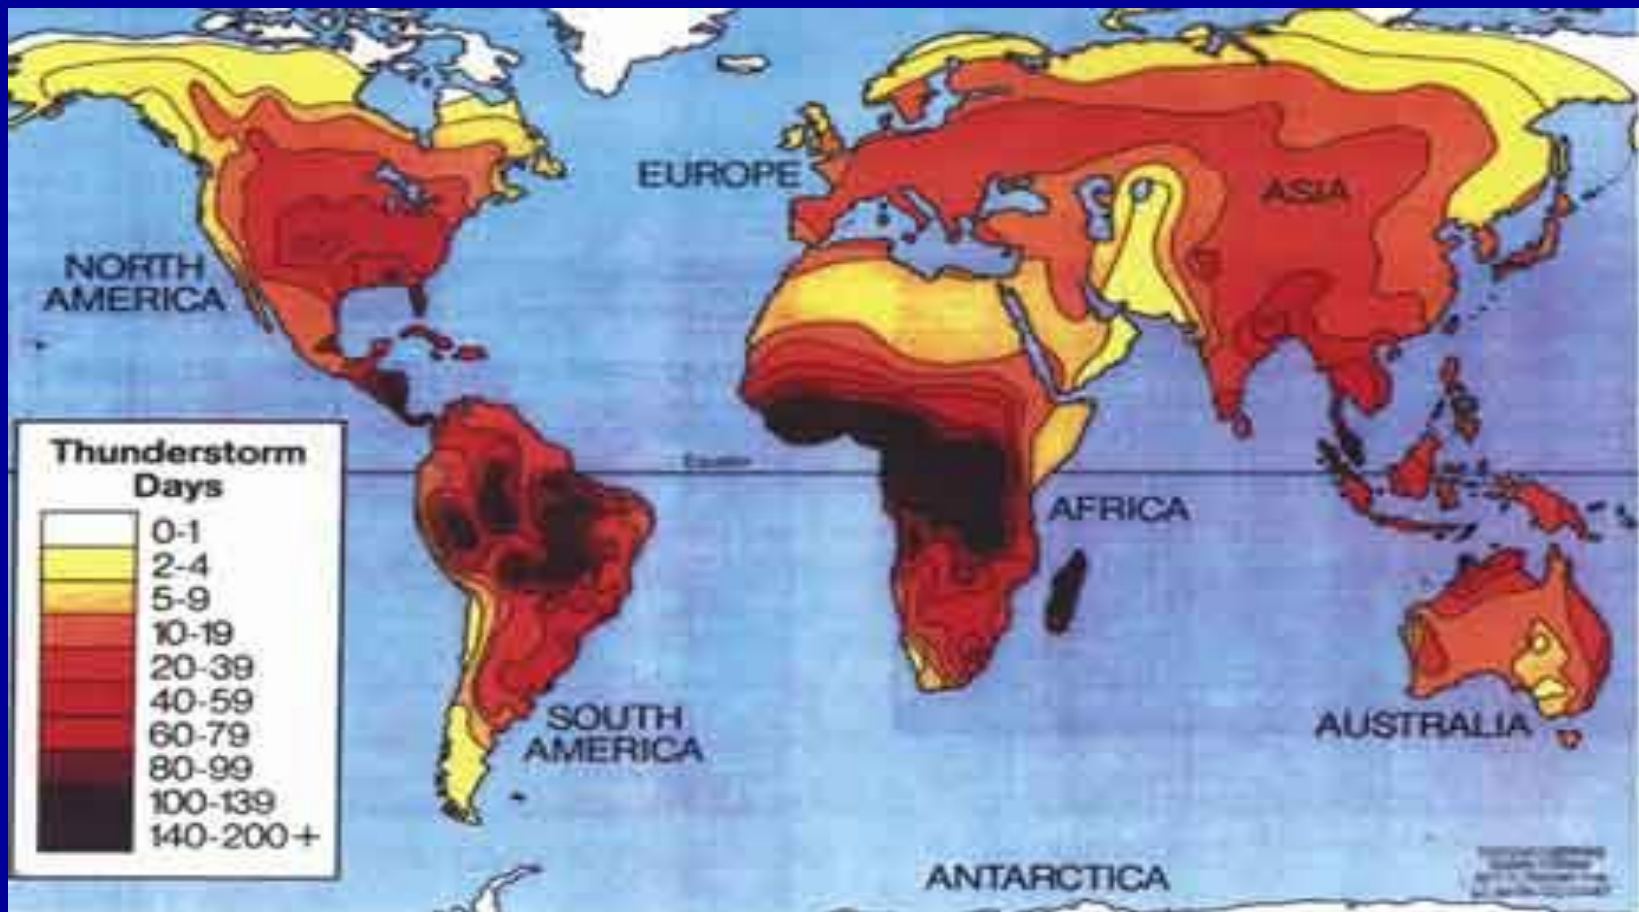 EUROPE
ASIA
NORTH
AMERICA
Thunderstorm
Days
0-1
2-4
5-9
10-19
20-39
40-59
60-79
80-99
100-139
140-200+
Equator
AFRICA
SOUTH
AMERICA
AUSTRALIA
ANTARCTICA